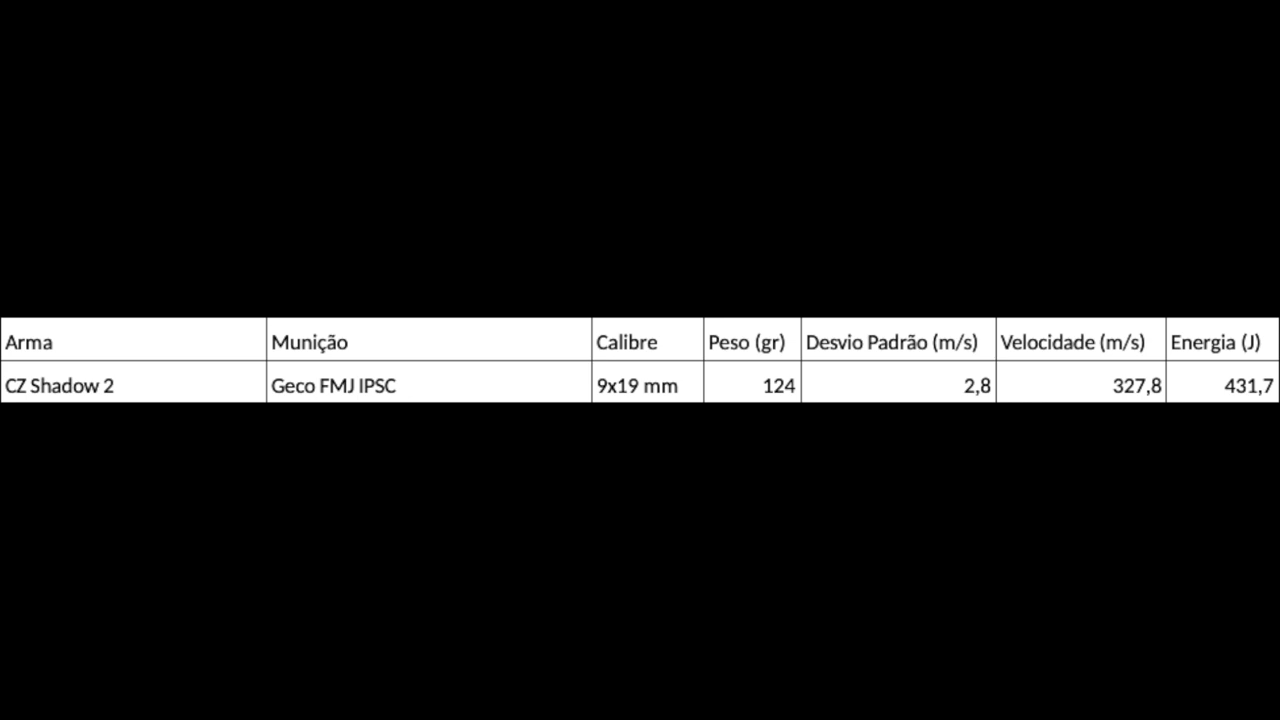 Arma Munição Calibre Peso (gr) Desvio Padrão (m/s) Velocidade (m/s) Energia (J)
CZ Shadow 2 Geco FMJ IPSC 9x19 mm 124 2,8 327,8 431,7